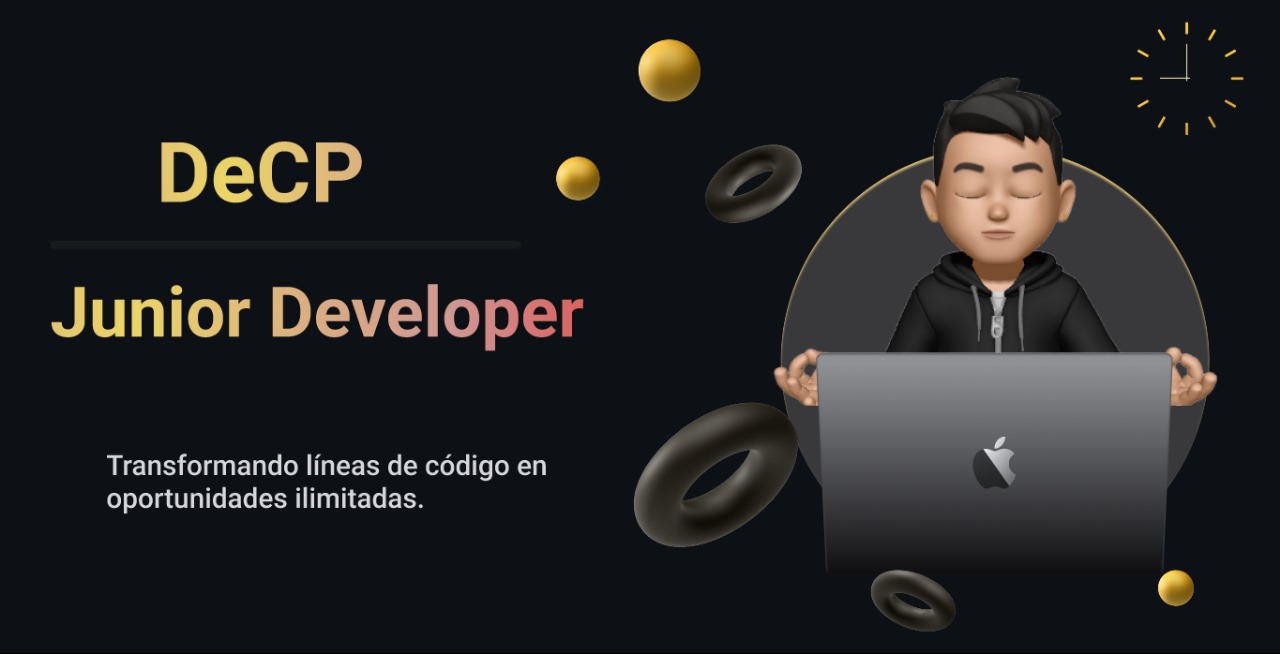 DeCP
Junior Developer
Transformando líneas de código en
oportunidades ilimitadas.